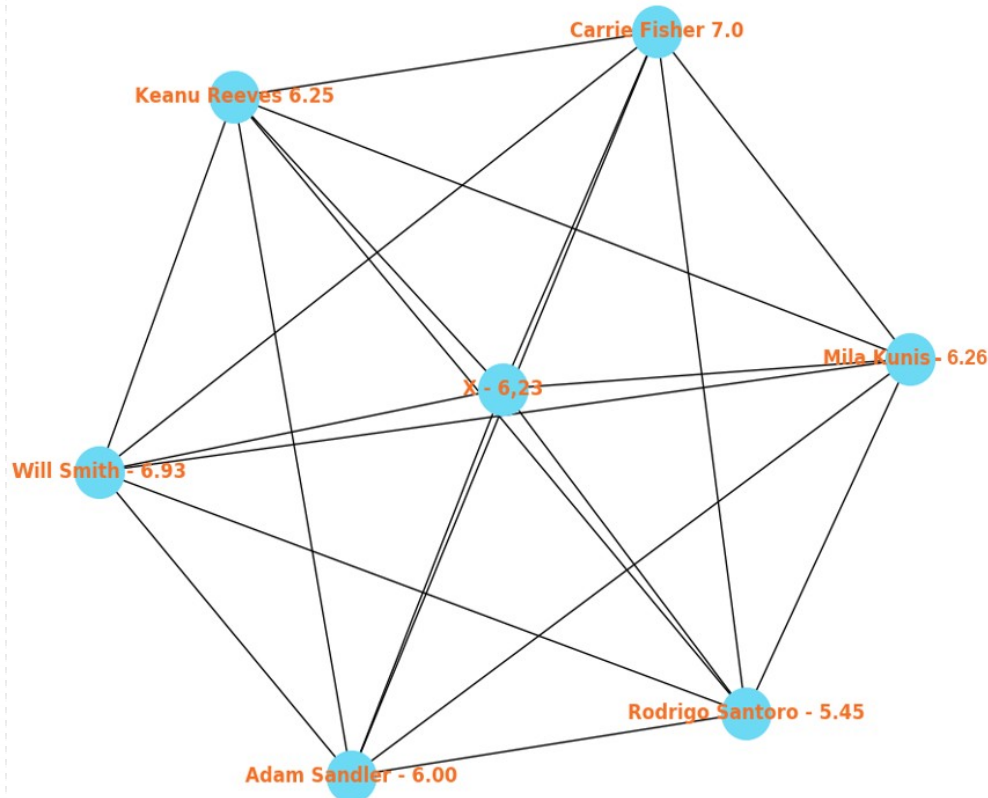 Carrie Fisher 7.0
Keanu Reeves 6.25
Mila Kunis - 6.26
X - 6,23
Will Smith - 6.93
Rodrigo Santoro - 5.45
Adam Sandler - 6.00